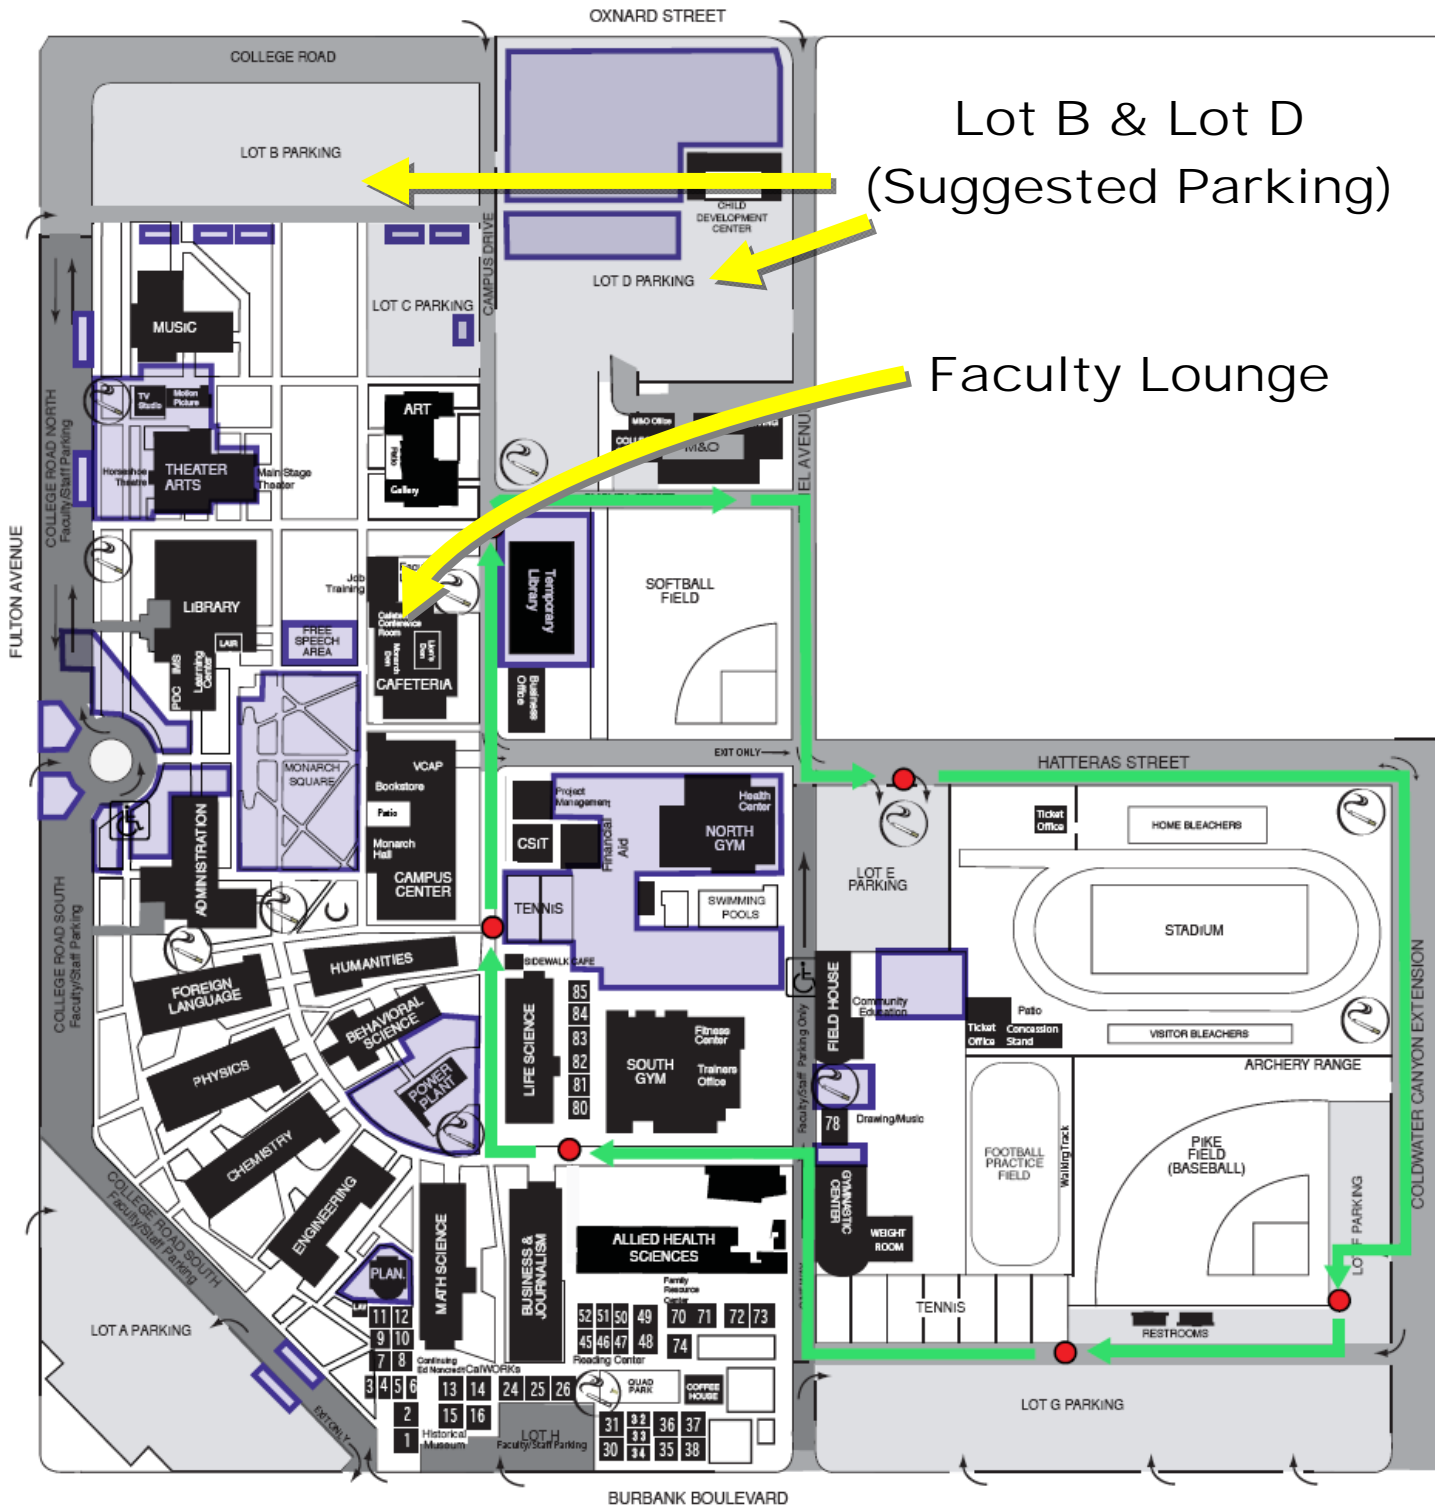 OXNARD STREET
COLLEGE ROAD
Lot B & Lot D
(Suggested Parking)
LOT B PARKING
CHILD
DEVELOPMENT
CENTER
CAMPUS DRIVE
LOT D PARKING
LOT C PARKING
MUSIC
Faculty Lounge
TV
Studio
Motion
Picture
ART
Patio
Gallery
M&O Office
M&O
COLLEGE ROAD NORTH
Faculty/Staff Parking
Horseshoe
Theatre
THEATER
ARTS
Main Stage
Theater
FULTON AVENUE
LIBRARY
LAIR
PDC
IMS
Learning
Center
Job
Training
FREE
SPEECH
AREA
Conference
Room
Monarch
Den
Lion's
Den
CAFETERIA
Temporary
Library
Business
Office
SOFTBALL
FIELD
EXIT ONLY
HATTERAS STREET
MONARCH
SQUARE
VCAP
Bookstore
Patio
Monarch
Hall
CAMPUS
CENTER
Project
Management
CSIT
Financial
Aid
Health
Center
NORTH
GYM
TENNIS
SWIMMING
POOLS
Ticket
Office
HOME BLEACHERS
LOT E
PARKING
STADIUM
VISITOR BLEACHERS
ADMINISTRATION
COLLEGE ROAD SOUTH
Faculty/Staff Parking
HUMANITIES
FOREIGN
LANGUAGE
BEHAVIORAL
SCIENCE
PHYSICS
POWER
PLANT
CHEMISTRY
ENGINEERING
SIDEWALK CAFE
LIFE SCIENCE
85
84
83
82
81
80
SOUTH
GYM
Fitness
Center
Trainers
Office
Faculty/Staff Parking Only
FIELD HOUSE
Community
Education
Ticket
Office
Patio
Concession
Stand
ARCHERY RANGE
COLDWATER CANYON EXTENSION
78
Drawing/Music
GYMNASTIC
CENTER
WEIGHT
ROOM
FOOTBALL
PRACTICE
FIELD
Walking Track
PIKE
FIELD
(BASEBALL)
LOT F PARKING
TENNIS
RESTROOMS
COLLEGE ROAD SOUTH
Faculty/Staff Parking
LOT A PARKING
EXIT ONLY
PLAN.
LAW
MATH SCIENCE
BUSINESS &
JOURNALISM
ALLIED HEALTH
SCIENCES
Family
Resource
Center
11 12
9 10
7 8
3 4 5 6
2
1
Continuing
Ed Noncredit
CalWORKs
13 14
15 16
24 25 26
Historical
Museum
LOT H
Faculty/Staff Parking
52 51 50 49
45 46 47 48
70 71 72 73
74
Reading Center
QUAD
PARK
COFFEE
HOUSE
31 32 36 37
33
30 34 35 38
LOT G PARKING
BURBANK BOULEVARD